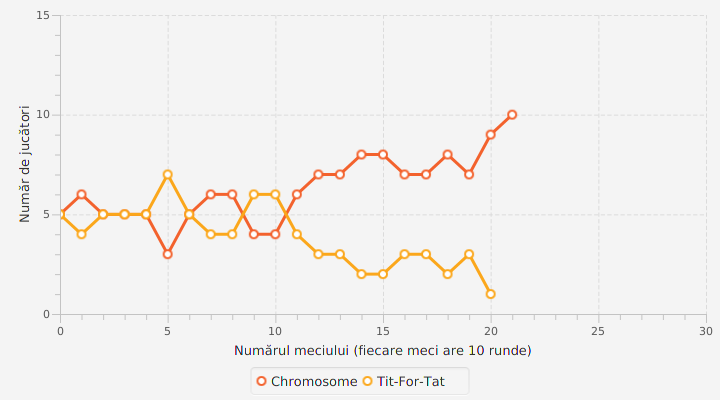 15
10
5
0
Număr de jucători
0 5 10 15 20 25 30
Numărul meciului (fiecare meci are 10 runde)
Chromosome Tit-For-Tat